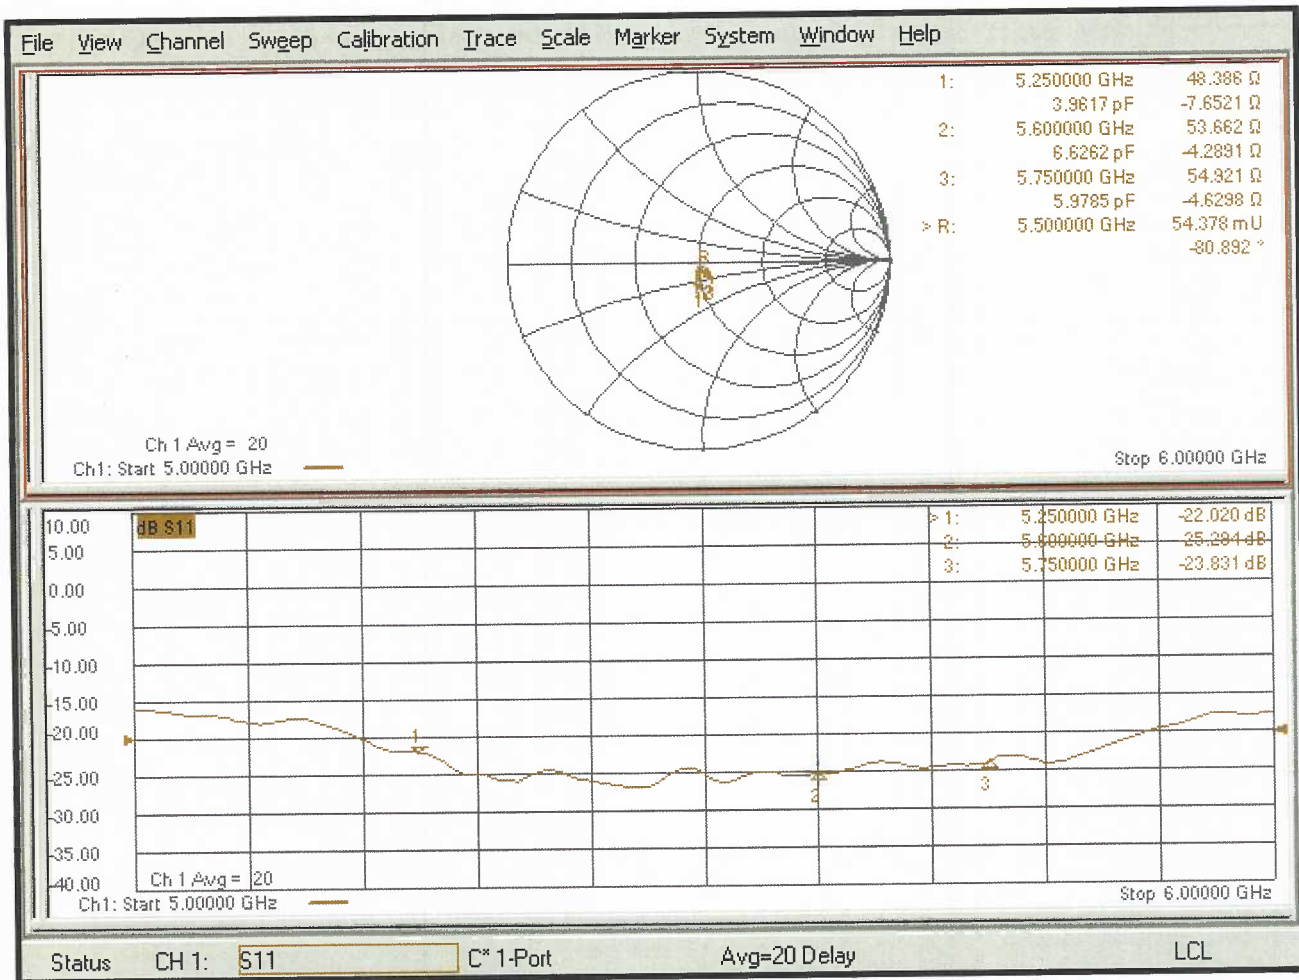 File View Channel Sweep Calibration Trace Scale Marker System Window Help
1: 5.250000 GHz 48.386 Ω
3.9617 pF -7.6521 Ω
2: 5.600000 GHz 53.662 Ω
6.6262 pF -4.2891 Ω
3: 5.750000 GHz 54.921 Ω
5.9785 pF -4.6298 Ω
> R: 5.500000 GHz 54.378 mU
-80.892 °
R
Ch 1 Avg = 20
Ch1: Start 5.00000 GHz Stop 6.00000 GHz
10.00 dB S11 > 1: 5.250000 GHz -22.020 dB
5.00 2: 5.600000 GHz -25.294 dB
3: 5.750000 GHz -23.831 dB
0.00
-5.00
-10.00
-15.00
-20.00 1
-25.00 2 3
-30.00
-35.00
-40.00 Ch 1 Avg = 20
Ch1: Start 5.00000 GHz Stop 6.00000 GHz
Status CH 1: S11 C* 1-Port Avg=20 Delay LCL